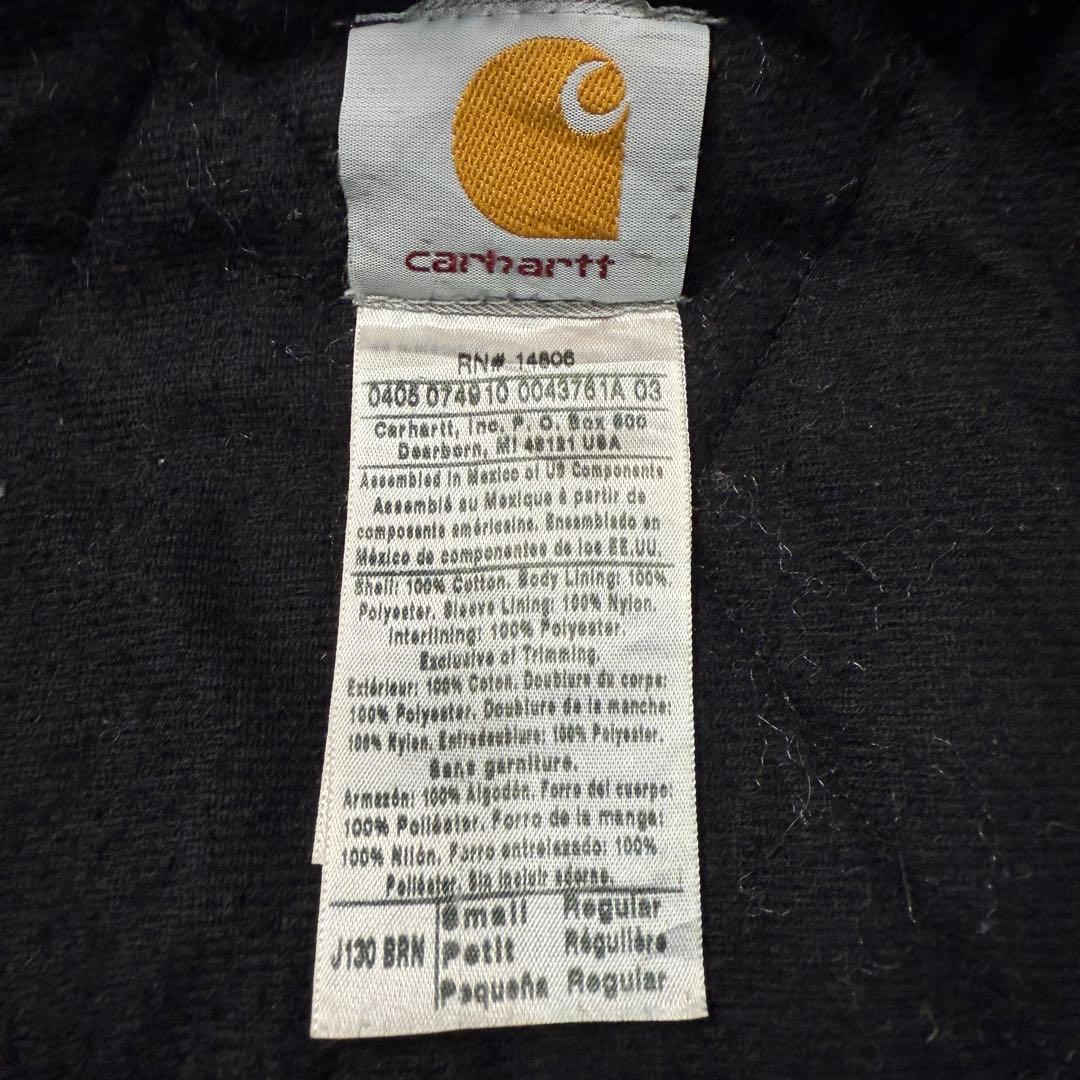 carhartt
RN# 14806
0405 074910 0043761A 03
Carhartt, Inc. P. O. Box 600
Dearborn, MI 48121 USA
Assembled in Mexico of US Components
Assemblé au Mexique à partir de
composants américains. Ensamblado en
México de componentes de los EE.UU.
Shell: 100% Cotton. Body Lining: 100%
Polyester. Sleeve Lining: 100% Nylon.
Interlining: 100% Polyester.
Exclusive of Trimming.
Extérieur: 100% Coton. Doublure du corps:
100% Polyester. Doublure de la manche:
100% Nylon. Entredoublure: 100% Polyester.
Sans garniture.
Armazón: 100% Algodón. Forro del cuerpo:
100% Poliéster. Forro de la manga:
100% Nilón. Forro entrelazado: 100%
Poliéster. Sin incluir adorno.
J130 BRN
Small Regular
Petit Régulière
Paqueña Regular